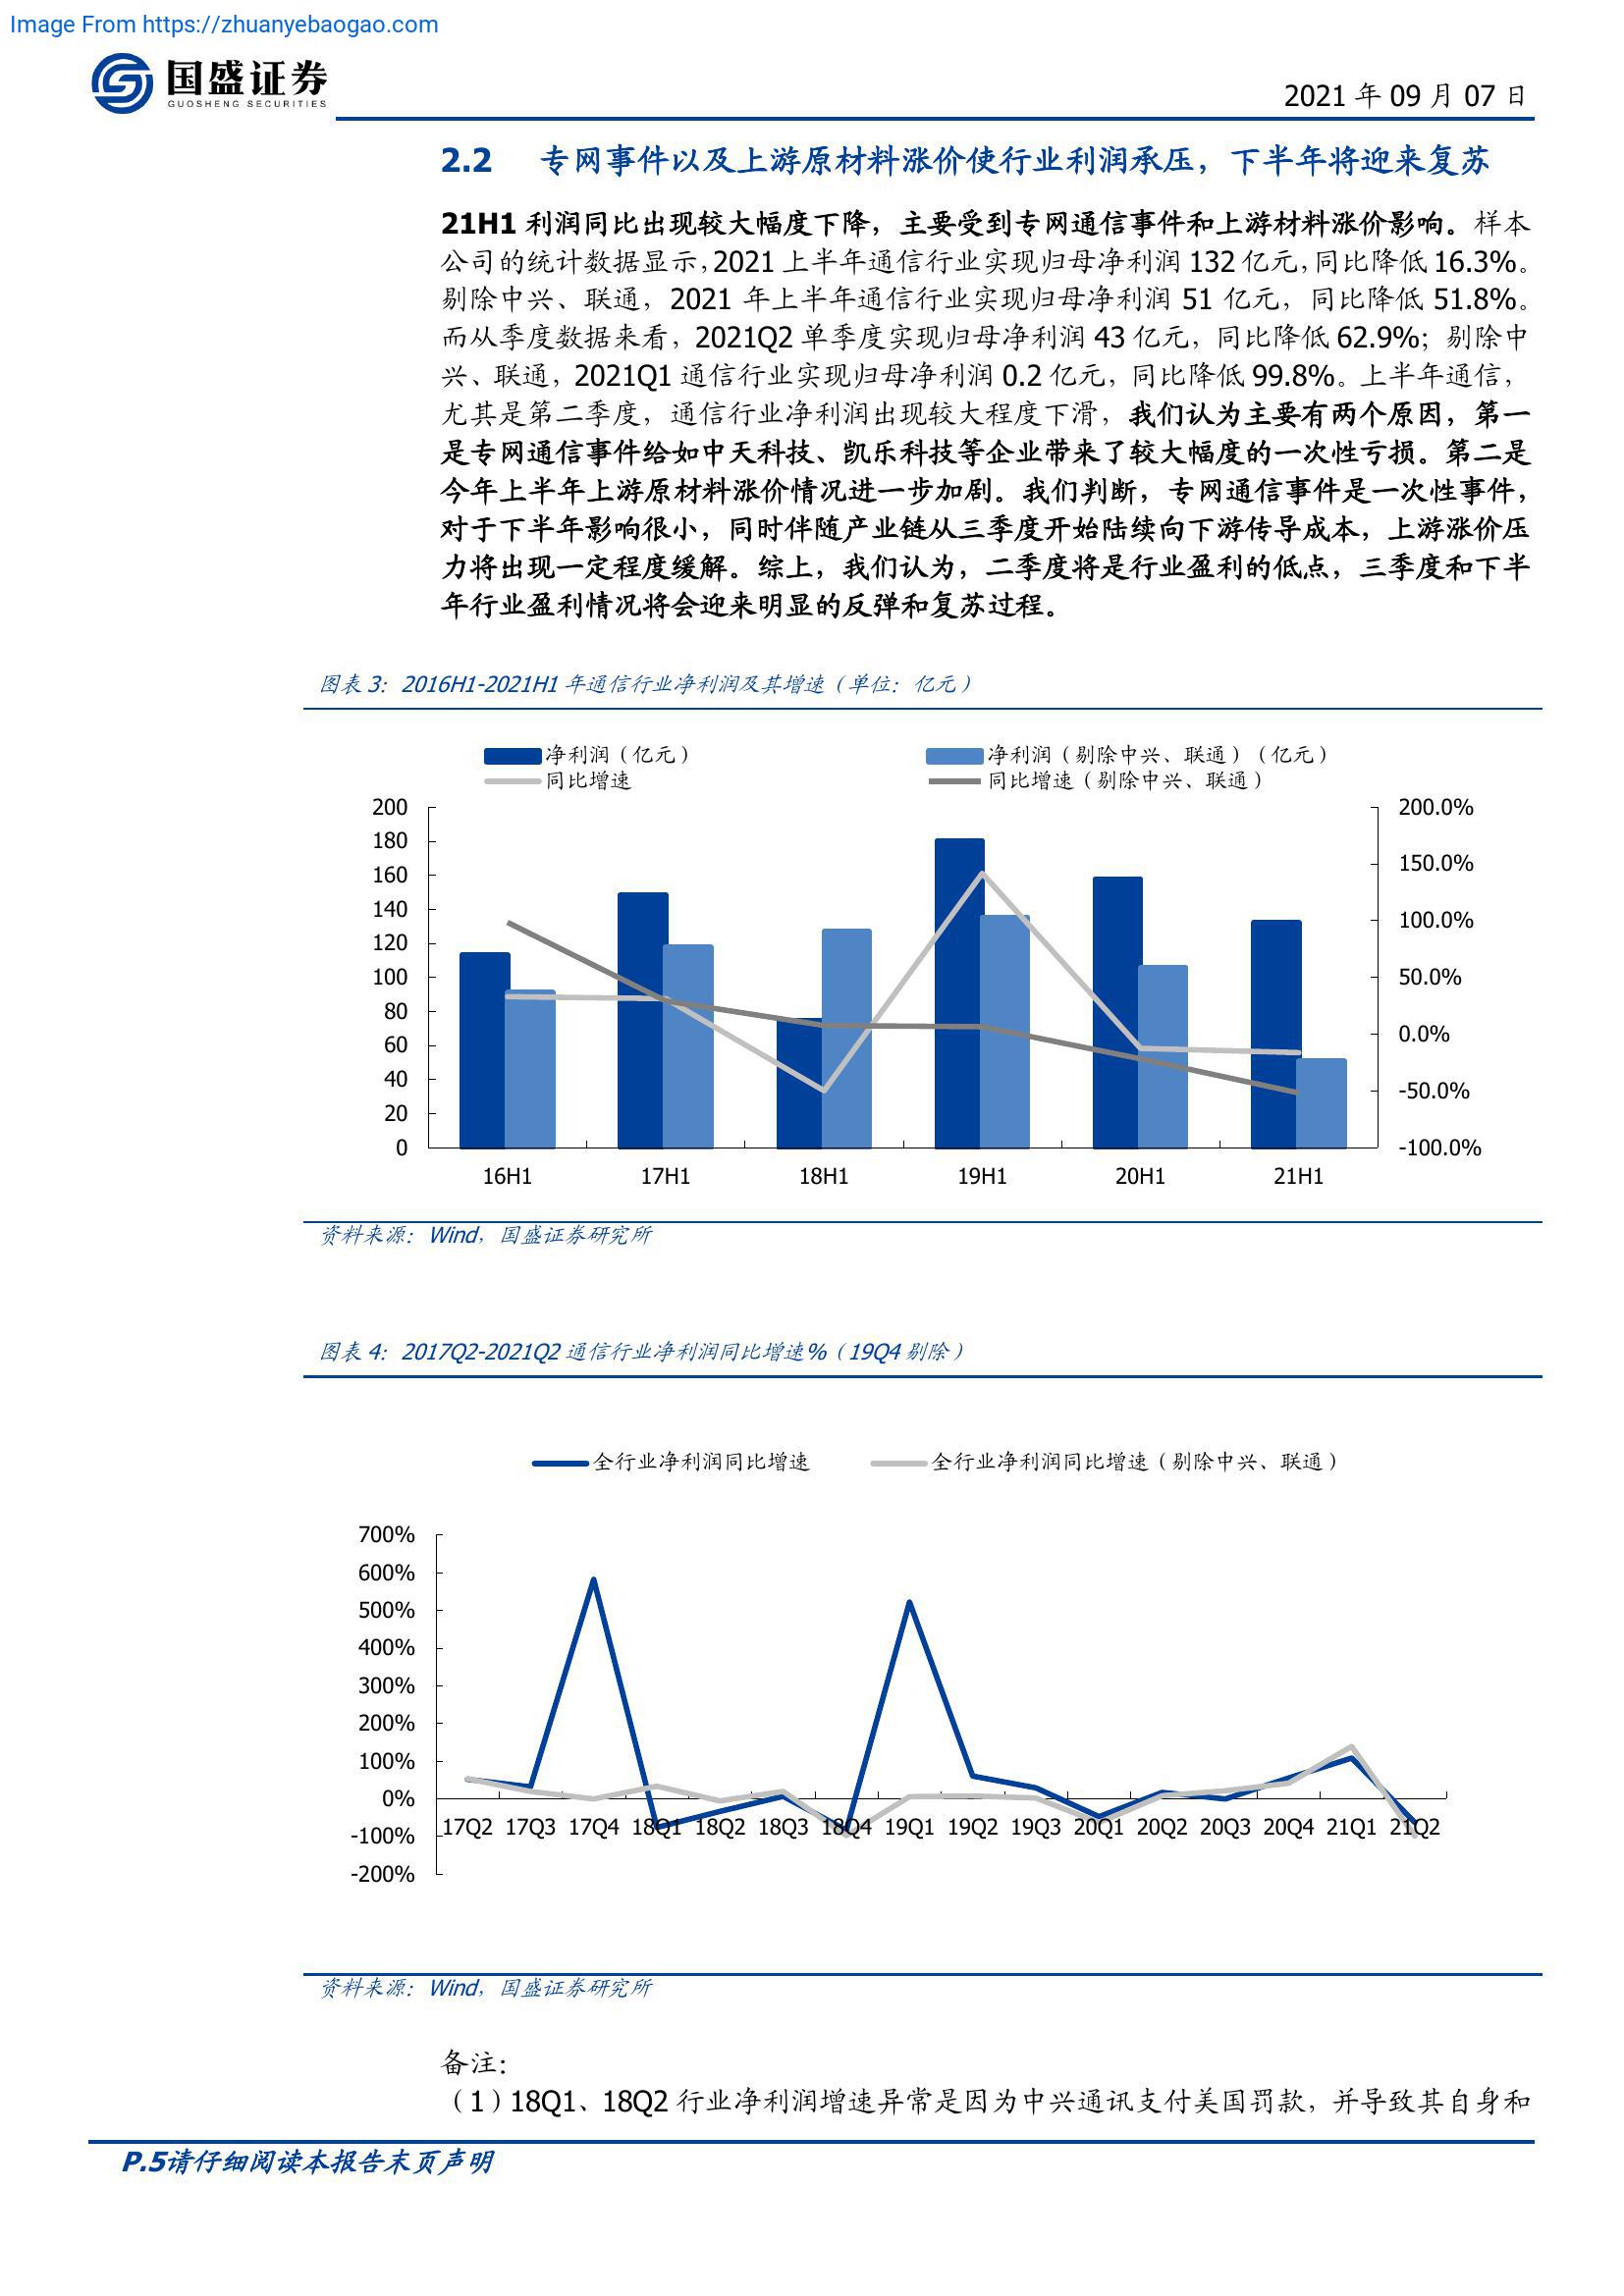 Image From https://zhuanyebaogao.com
国盛证券
GUOSHENG SECURITIES
2021 年 09 月 07 日
2.2 专网事件以及上游原材料涨价使行业利润承压，下半年将迎来复苏
21H1 利润同比出现较大幅度下降，主要受到专网通信事件和上游材料涨价影响。样本
公司的统计数据显示，2021 上半年通信行业实现归母净利润 132 亿元，同比降低 16.3%。
剔除中兴、联通，2021 年上半年通信行业实现归母净利润 51 亿元，同比降低 51.8%。
而从季度数据来看，2021Q2 单季度实现归母净利润 43 亿元，同比降低 62.9%；剔除中
兴、联通，2021Q1 通信行业实现归母净利润 0.2 亿元，同比降低 99.8%。上半年通信，
尤其是第二季度，通信行业净利润出现较大程度下滑，我们认为主要有两个原因，第一
是专网通信事件给如中天科技、凯乐科技等企业带来了较大幅度的一次性亏损。第二是
今年上半年上游原材料涨价情况进一步加剧。我们判断，专网通信事件是一次性事件，
对于下半年影响很小，同时伴随产业链从三季度开始陆续向下游传导成本，上游涨价压
力将出现一定程度缓解。综上，我们认为，二季度将是行业盈利的低点，三季度和下半
年行业盈利情况将会迎来明显的反弹和复苏过程。
图表 3：2016H1-2021H1 年通信行业净利润及其增速（单位：亿元）
净利润（亿元） 净利润（剔除中兴、联通）（亿元）
同比增速 同比增速（剔除中兴、联通）
200 200.0%
180
160 150.0%
140
120 100.0%
100 50.0%
80
60 0.0%
40 -50.0%
20
0 -100.0%
16H1 17H1 18H1 19H1 20H1 21H1
资料来源：Wind，国盛证券研究所
图表 4：2017Q2-2021Q2 通信行业净利润同比增速%（19Q4 剔除）
全行业净利润同比增速 全行业净利润同比增速（剔除中兴、联通）
700%
600%
500%
400%
300%
200%
100%
0%
17Q2 17Q3 17Q4 18Q1 18Q2 18Q3 18Q4 19Q1 19Q2 19Q3 20Q1 20Q2 20Q3 20Q4 21Q1 21Q2
-100%
-200%
资料来源：Wind，国盛证券研究所
备注：
（1）18Q1、18Q2 行业净利润增速异常是因为中兴通讯支付美国罚款，并导致其自身和
P.5请仔细阅读本报告末页声明